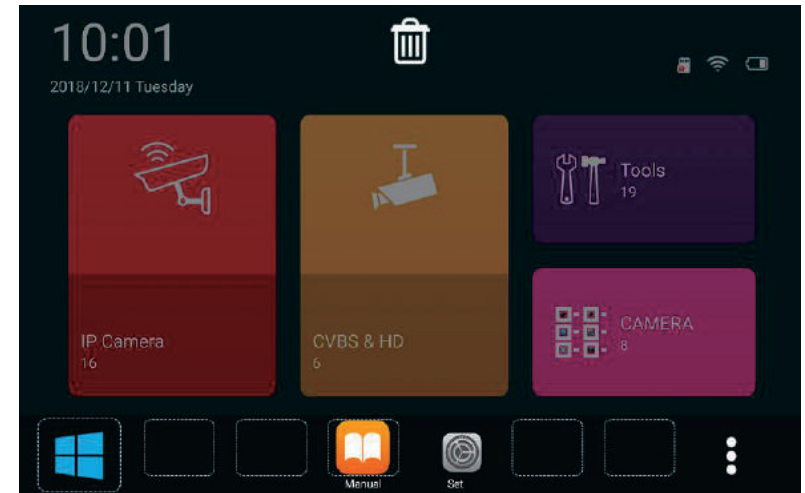 10:01
2018/12/11 Tuesday
Tools
19
IP Camera
16
CVBS & HD
6
CAMERA
8
Manual
Set